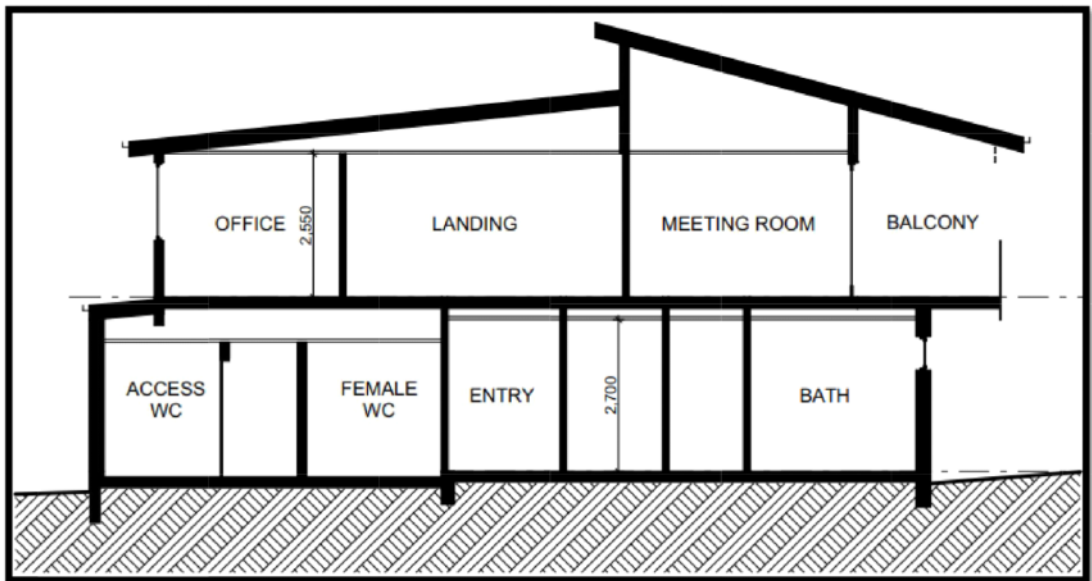 OFFICE
2,550
LANDING
MEETING ROOM
BALCONY
ACCESS
WC
FEMALE
WC
ENTRY
2,700
BATH